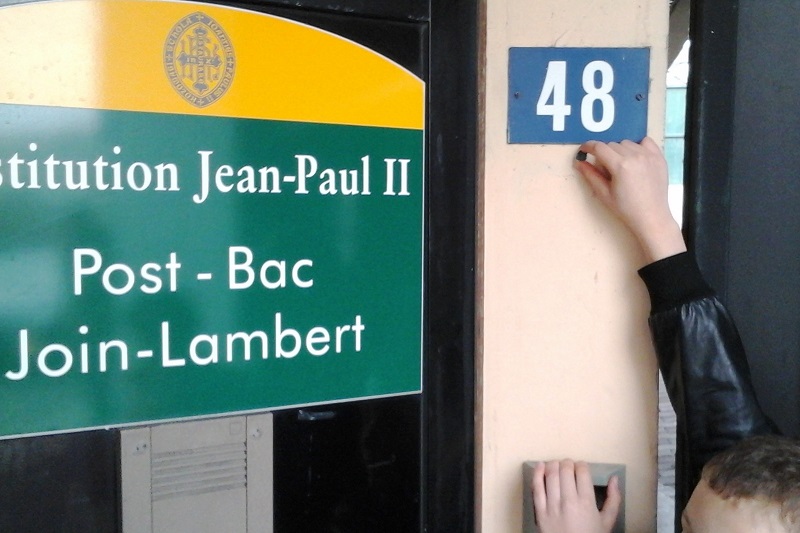 stitution Jean-Paul II
Post - Bac
Join-Lambert
48